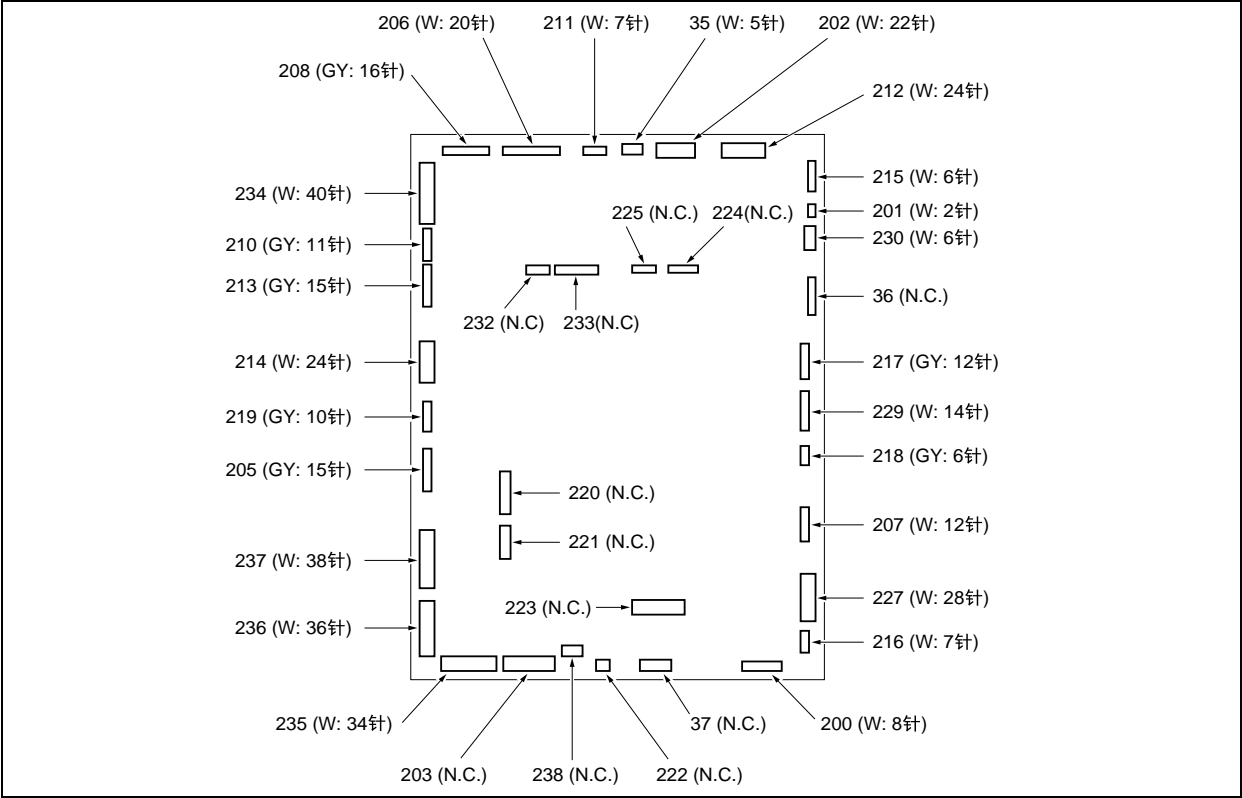 206 (W: 20针)
211 (W: 7针)
35 (W: 5针)
202 (W: 22针)
208 (GY: 16针)
212 (W: 24针)
234 (W: 40针)
215 (W: 6针)
201 (W: 2针)
225 (N.C.)
224(N.C.)
210 (GY: 11针)
230 (W: 6针)
213 (GY: 15针)
36 (N.C.)
232 (N.C)
233(N.C)
214 (W: 24针)
217 (GY: 12针)
219 (GY: 10针)
229 (W: 14针)
205 (GY: 15针)
218 (GY: 6针)
220 (N.C.)
207 (W: 12针)
221 (N.C.)
237 (W: 38针)
227 (W: 28针)
223 (N.C.)
236 (W: 36针)
216 (W: 7针)
235 (W: 34针)
37 (N.C.)
200 (W: 8针)
203 (N.C.)
238 (N.C.)
222 (N.C.)